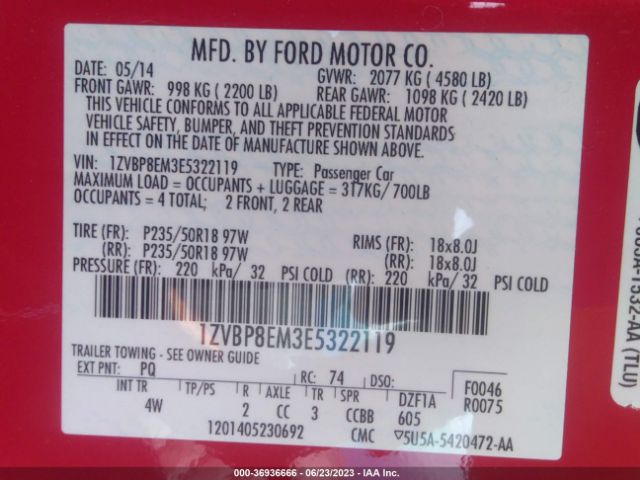 MFD. BY FORD MOTOR CO.
DATE: 05/14 GVWR: 2077 KG ( 4580 LB)
FRONT GAWR: 998 KG ( 2200 LB) REAR GAWR: 1098 KG ( 2420 LB)
THIS VEHICLE CONFORMS TO ALL APPLICABLE FEDERAL MOTOR
VEHICLE SAFETY, BUMPER, AND THEFT PREVENTION STANDARDS
IN EFFECT ON THE DATE OF MANUFACTURE SHOWN ABOVE.
VIN: 1ZVBP8EM3E5322119 TYPE: Passenger Car
MAXIMUM LOAD = OCCUPANTS + LUGGAGE = 317KG/ 700LB
OCCUPANTS = 4 TOTAL; 2 FRONT, 2 REAR
TIRE (FR): P235/50R18 97W RIMS (FR): 18x8.0J
(RR): P235/50R18 97W (RR): 18x8.0J
PRESSURE (FR): 220 kPa/ 32 PSI COLD (RR): 220 kPa/ 32 PSI COLD
1ZVBP8EM3E5322119
TRAILER TOWING - SEE OWNER GUIDE
EXT PNT: PQ RC: 74 DSO: F0046
INT TR TP/PS R AXLE TR SPR DZF1A R0075
4W 2 CC 3 CCBB 605
1201405230692 CMC ▽5U5A-5420472-AA
000-36936666 - 06/23/2023 - IAA Inc.